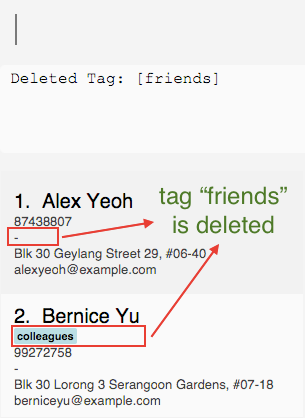 Deleted Tag: [friends]
1. Alex Yeoh
87438807
-
Blk 30 Geylang Street 29, #06-40
alexyeoh@example.com
tag “friends”
is deleted
2. Bernice Yu
colleagues
99272758
-
Blk 30 Lorong 3 Serangoon Gardens, #07-18
berniceyu@example.com